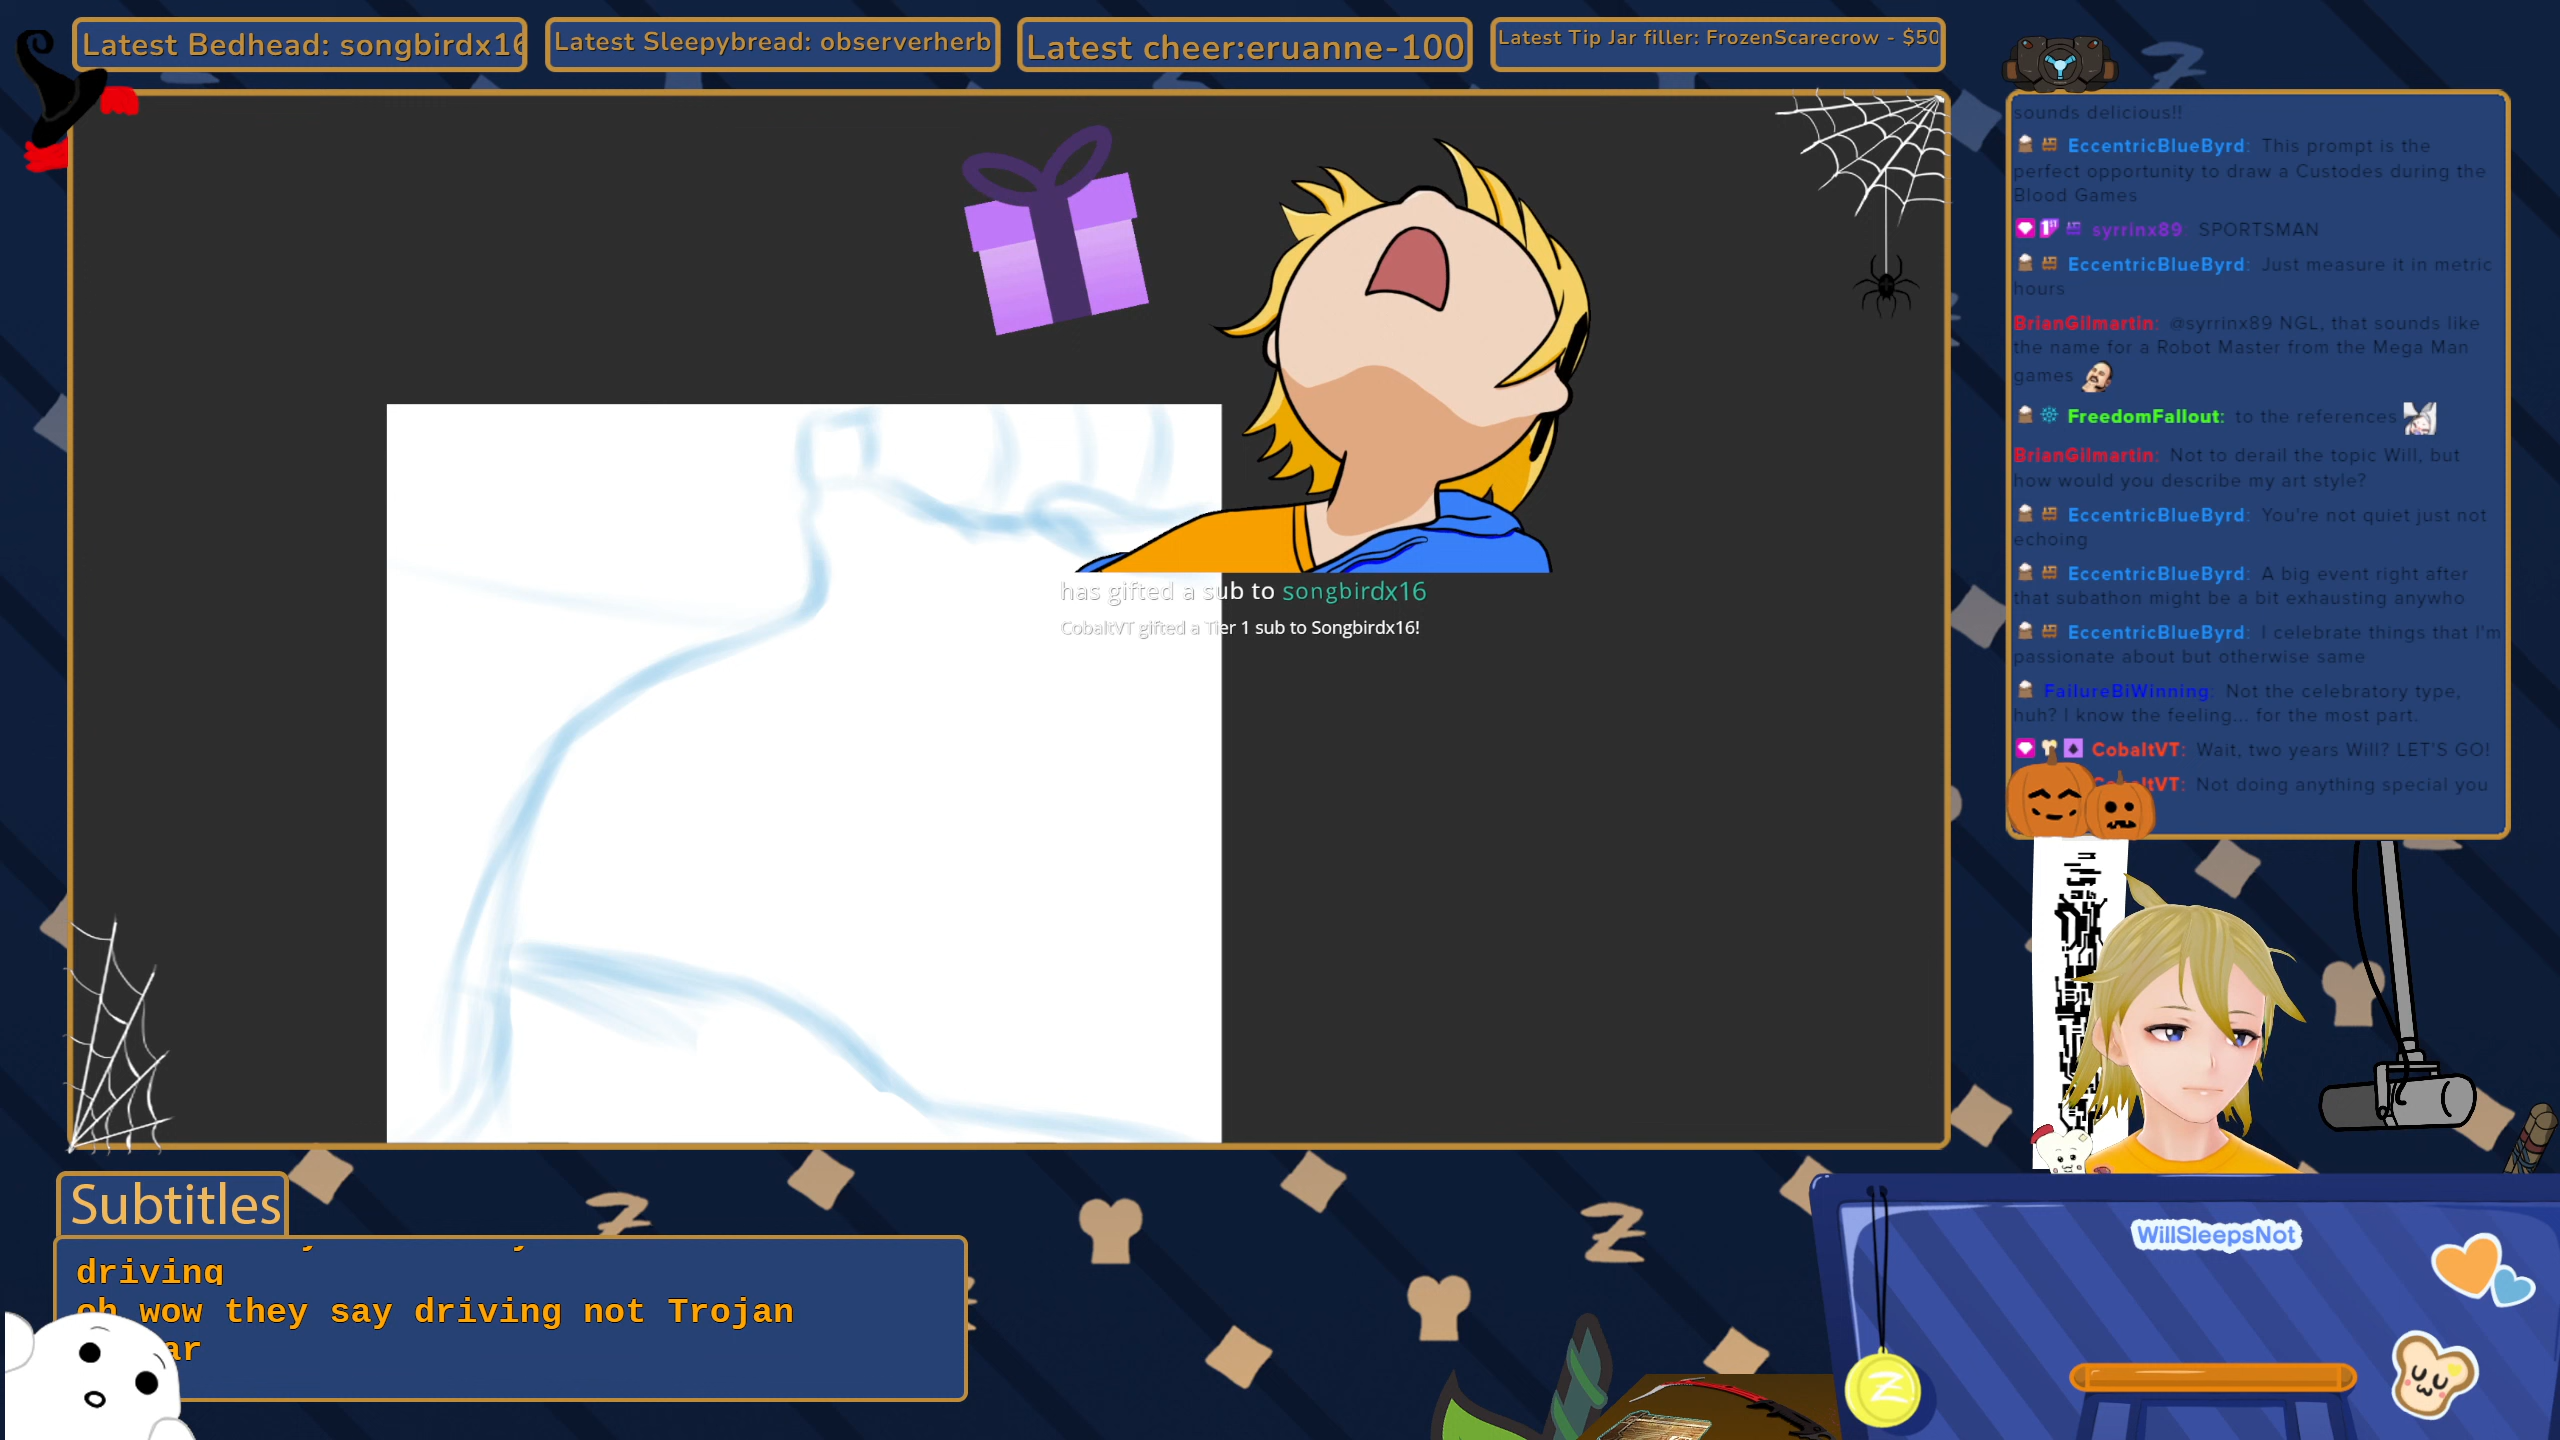 Latest Bedhead: songbirdx16
Latest Sleepybread: observerherb
Latest cheer:eruanne-100
Latest Tip Jar filler: FrozenScarecrow - $50
has gifted a sub to songbirdx16
CobaltVT gifted a Tier 1 sub to Songbirdx16!
sounds delicious!!
EccentricBlueByrd: This prompt is the
perfect opportunity to draw a Custodes during the
Blood Games
syrrinx89: SPORTSMAN
EccentricBlueByrd: Just measure it in metric
hours
BrianGilmartin: @syrrinx89 NGL, that sounds like
the name for a Robot Master from the Mega Man
games
FreedomFallout: to the references
BrianGilmartin: Not to derail the topic Will, but
how would you describe my art style?
EccentricBlueByrd: You're not quiet just not
echoing
EccentricBlueByrd: A big event right after
that subathon might be a bit exhausting anywho
EccentricBlueByrd: I celebrate things that I'm
passionate about but otherwise same
FailureBiWinning: Not the celebratory type,
huh? I know the feeling... for the most part.
CobaltVT: Wait, two years Will? LET'S GO!
CobaltVT: Not doing anything special you
Subtitles
driving
oh wow they say driving not Trojan
WillSleepsNot
Z